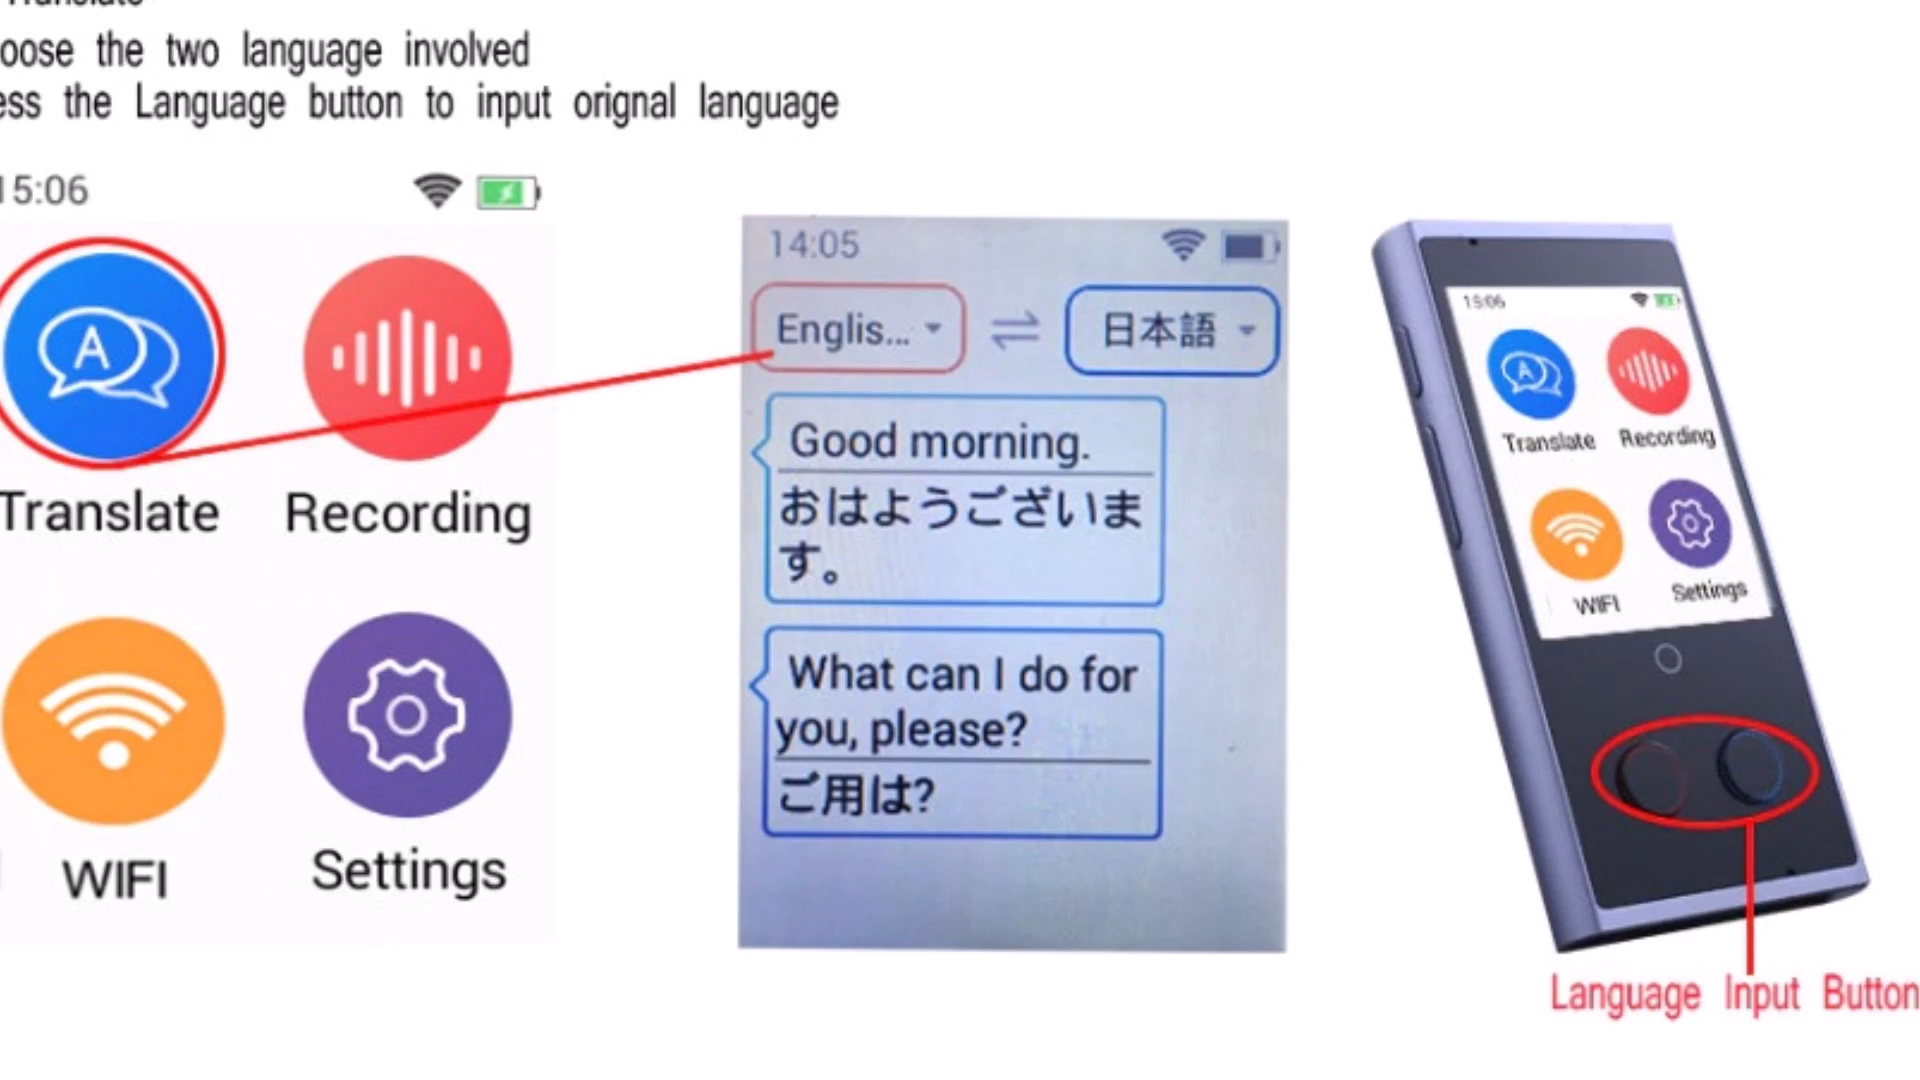 Translate
oose the two language involved
ess the Language button to input orignal language
15:06
Translate
Recording
WIFI
Settings
14:05
Englis...
日本語
Good morning.
おはようございま
す。
What can I do for
you, please?
ご用は?
15:06
Translate
Recording
WIFI
Settings
Language Input Button